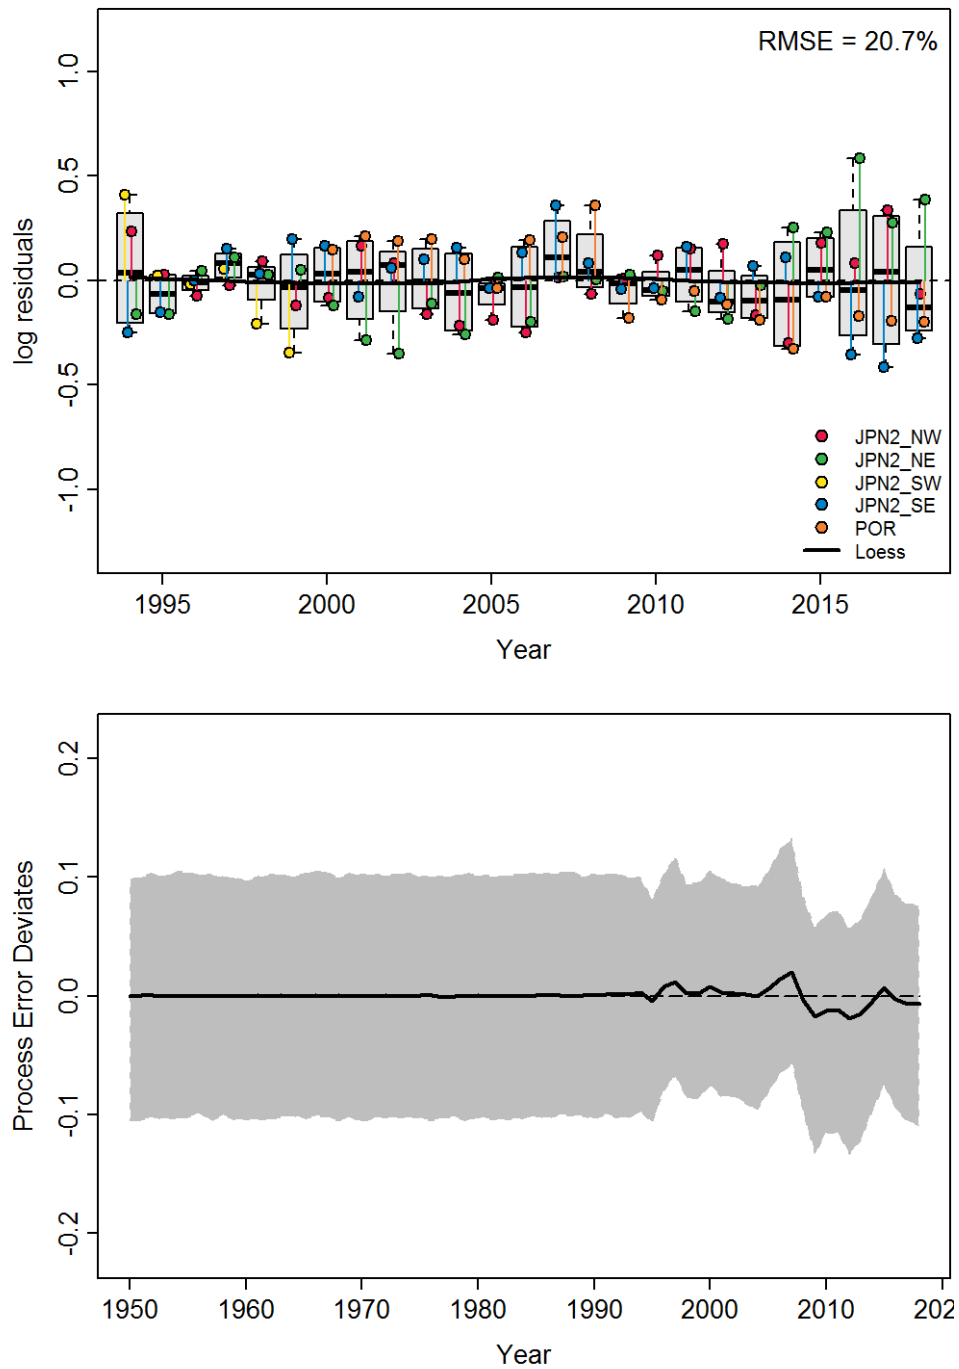 RMSE = 20.7%
1.0
0.5
0.0
-0.5
-1.0
log residuals
JPN2_NW
JPN2_NE
JPN2_SW
JPN2_SE
POR
Loess
1995 2000 2005 2010 2015
Year
0.2
0.1
0.0
-0.1
-0.2
Process Error Deviates
1950 1960 1970 1980 1990 2000 2010 202
Year